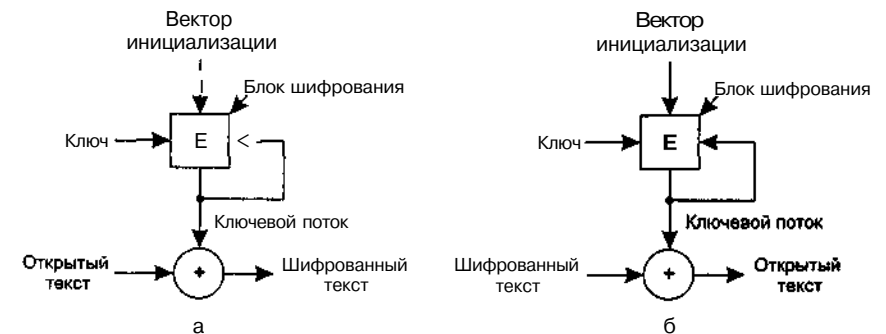 Вектор
инициализации
Блок шифрования
Ключ
E
<
Ключевой поток
Открытый
текст
+
Шифрованный
текст
а
Вектор
инициализации
Блок шифрования
Ключ
E
Ключевой поток
Шифрованный
текст
+
Открытый
текст
б